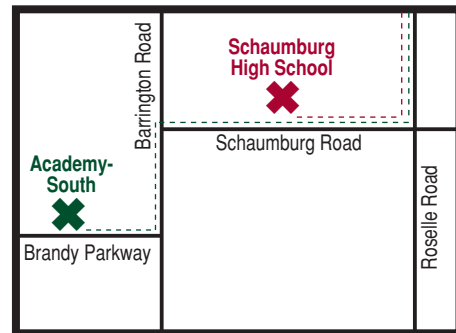 Schaumburg
High School
Barrington Road
Schaumburg Road
Academy-
South
Brandy Parkway
Roselle Road